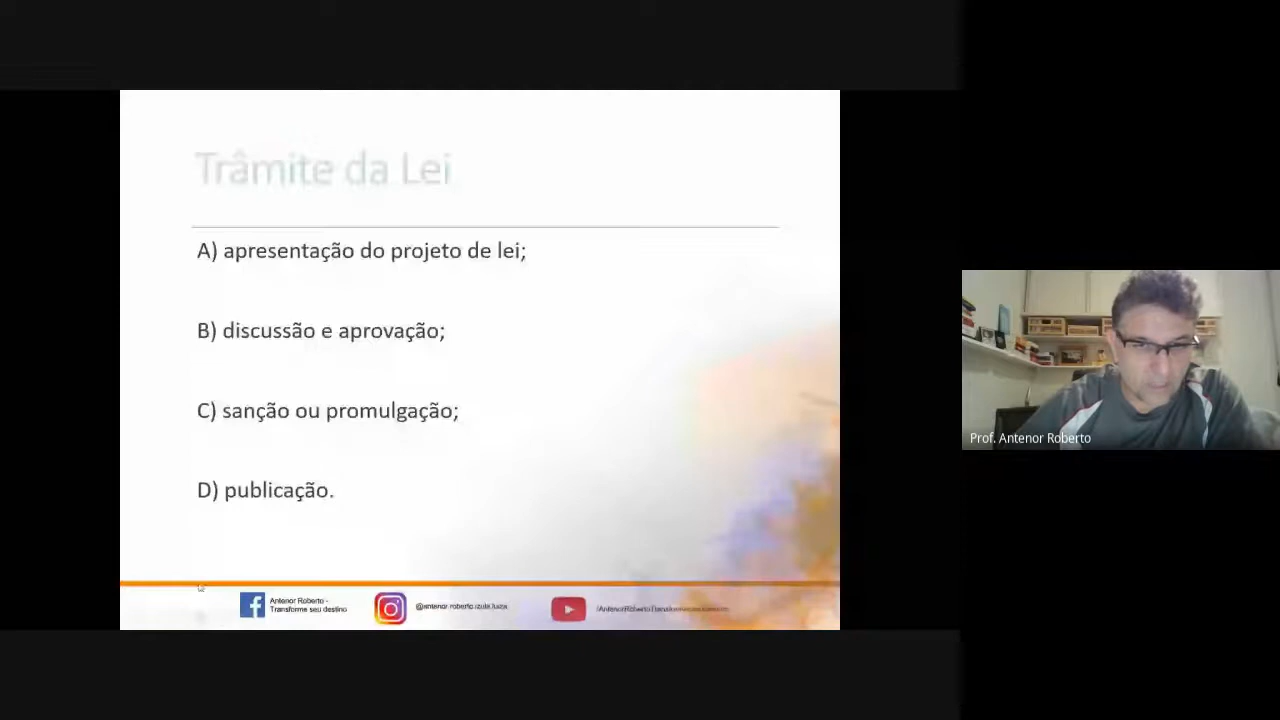 Trâmite da Lei
A) apresentação do projeto de lei;
B) discussão e aprovação;
C) sanção ou promulgação;
D) publicação.
Antenor Roberto -
Transforme seu destino
Prof. Antenor Roberto